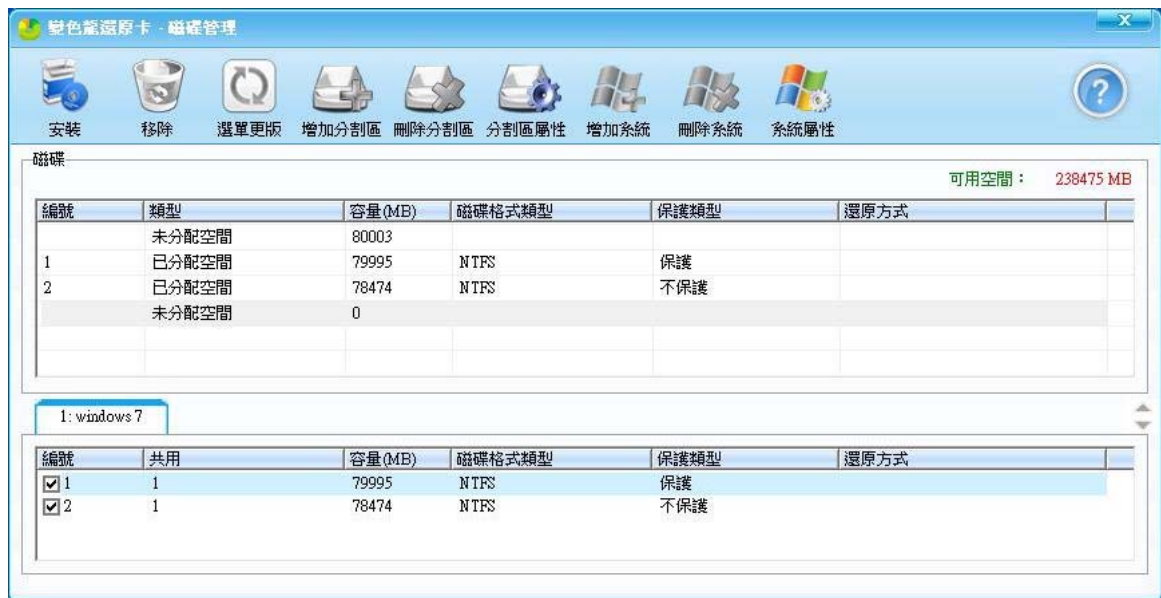 變色龍還原卡 - 磁碟管理
X
安裝 移除 選單更版 增加分割區 刪除分割區 分割區屬性 增加系統 刪除系統 系統屬性 ?
磁碟
可用空間： 238475 MB
編號 類型 容量(MB) 磁碟格式類型 保護類型 還原方式
未分配空間 80003
1 已分配空間 79995 NTFS 保護
2 已分配空間 78474 NTFS 不保護
未分配空間 0
1: windows 7
編號 共用 容量(MB) 磁碟格式類型 保護類型 還原方式
1 1 79995 NTFS 保護
2 1 78474 NTFS 不保護